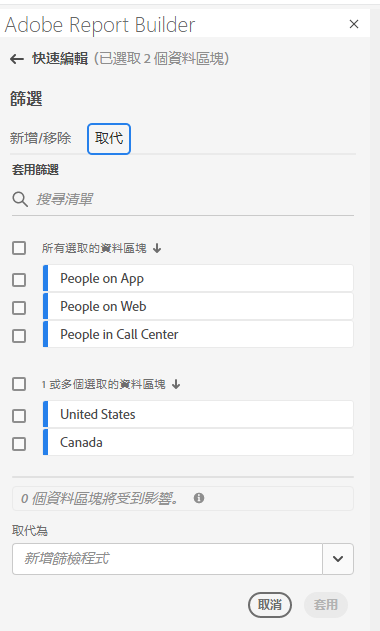 Adobe Report Builder
快速編輯 (已選取 2 個資料區塊)
篩選
新增/移除 取代
套用篩選
搜尋清單
所有選取的資料區塊
People on App
People on Web
People in Call Center
1 或多個選取的資料區塊
United States
Canada
0 個資料區塊將受到影響。
取代為
新增篩檢程式
取消 套用